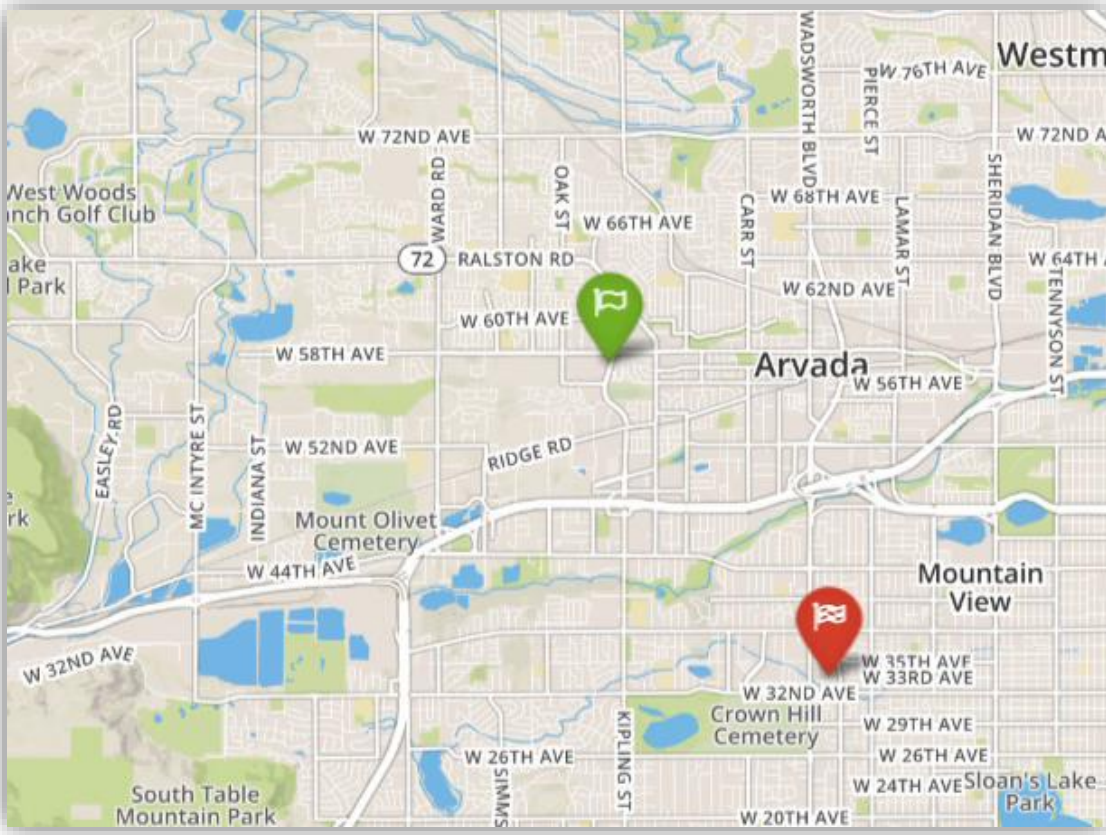 WADSWORTH BLVD
Westm
W 76TH AVE
PIERCE ST
W 72ND AVE
W 72ND A
West Woods
anch Golf Club
WARD RD
OAK ST
SHERIDAN BLVD
CARR ST
W 68TH AVE
LAMAR ST
W 66TH AVE
72
RALSTON RD
ake
l Park
W 64TH
TENNYSON ST
W 62ND AVE
W 60TH AVE
W 58TH AVE
Arvada
W 56TH AVE
EASLEY RD
MC INTYRE ST
INDIANA ST
W 52ND AVE
RIDGE RD
rk
Mount Olivet
Cemetery
W 44TH AVE
Mountain
View
W 32ND AVE
W 35TH AVE
W 33RD AVE
W 32ND AVE
Crown Hill
Cemetery
KIPLING ST
W 29TH AVE
W 26TH AVE
SIMMS
W 26TH AVE
W 24TH AVE
Sloan's Lake
Park
South Table
Mountain Park
W 20TH AVE